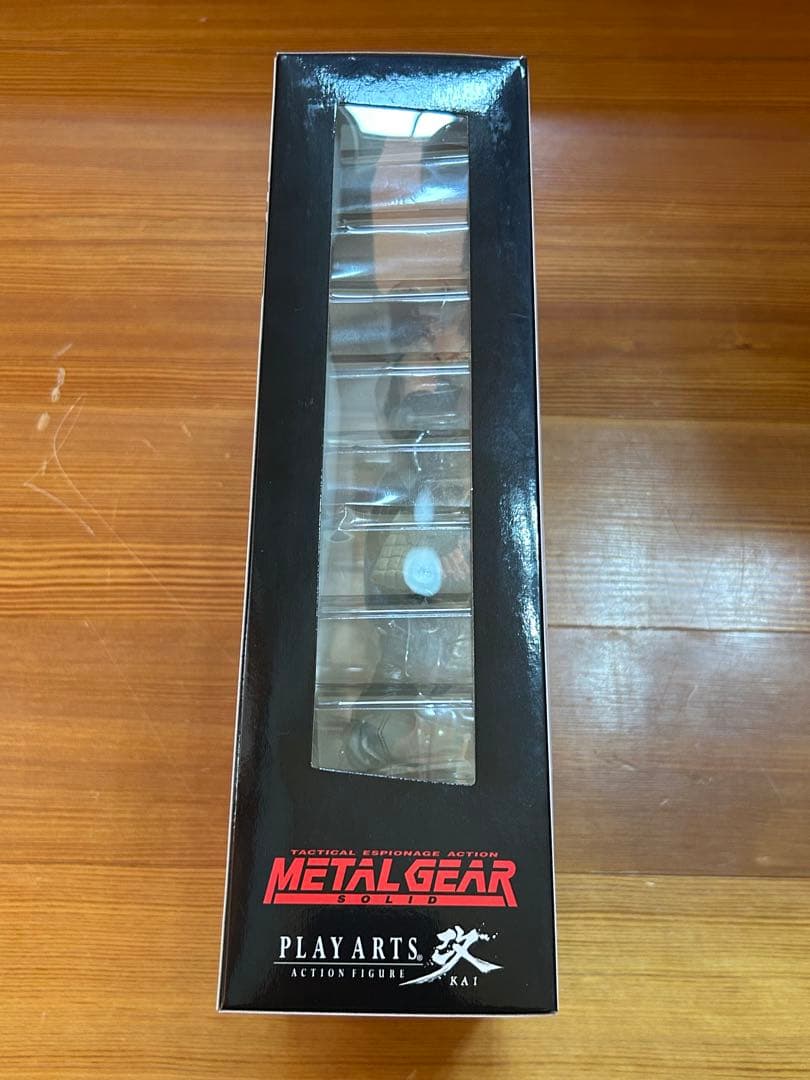 TACTICAL ESPIONAGE ACTION
METAL GEAR
SOLID
PLAY ARTS® 改
ACTION FIGURE KAI